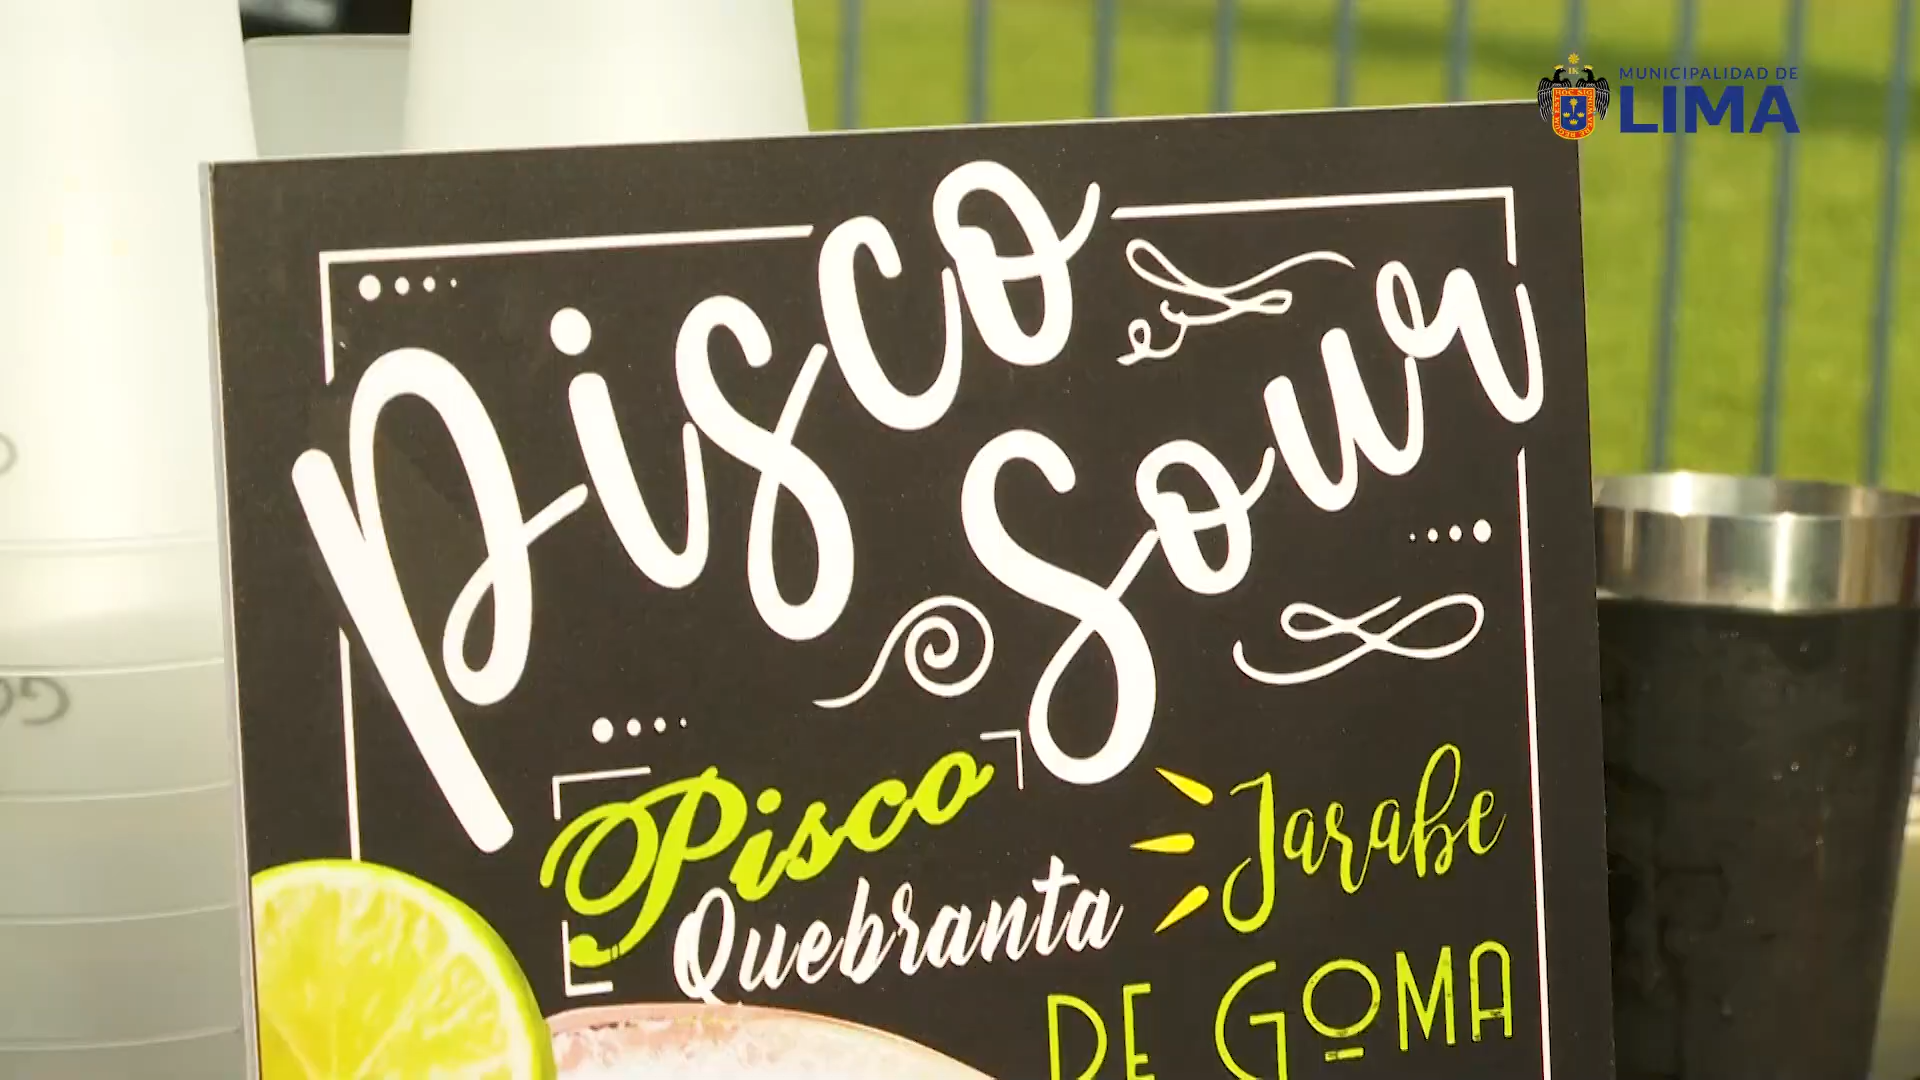 MUNICIPALIDAD DE
LIMA
Pisco
Sour
Pisco
Quebranta
Jarabe
DE GOMA